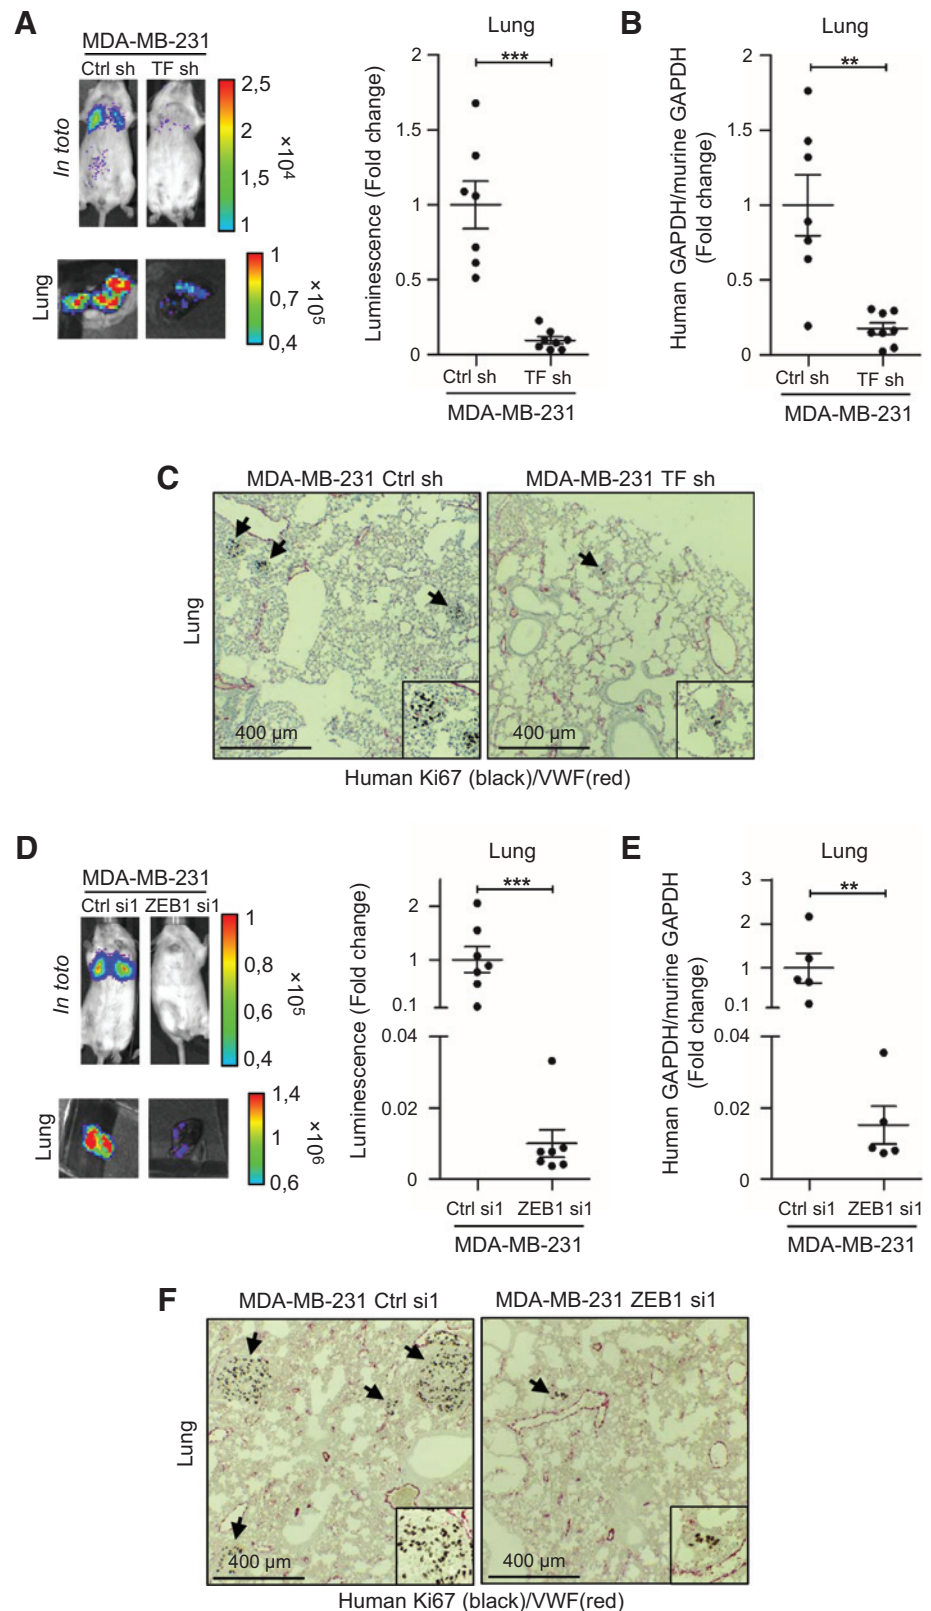 A
MDA-MB-231
Ctrl sh TF sh
In toto
2,5
2
1,5
1
×10⁴
Lung
1
0,7
0,4
×10⁵
Lung
***
Luminescence (Fold change)
2
1.5
1
0.5
0
Ctrl sh TF sh
MDA-MB-231
B
Lung
**
Human GAPDH/murine GAPDH
(Fold change)
2
1.5
1
0.5
0
Ctrl sh TF sh
MDA-MB-231
C
MDA-MB-231 Ctrl sh MDA-MB-231 TF sh
Lung
400 µm 400 µm
Human Ki67 (black)/VWF(red)
D
MDA-MB-231
Ctrl si1 ZEB1 si1
In toto
1
0,8
0,6
0,4
×10⁵
Lung
1,4
1
0,6
×10⁶
Lung
***
Luminescence (Fold change)
2
1
0.1
0.04
0.02
0
Ctrl si1 ZEB1 si1
MDA-MB-231
E
Lung
**
Human GAPDH/murine GAPDH
(Fold change)
3
2
1
0.1
0.04
0.02
0
Ctrl si1 ZEB1 si1
MDA-MB-231
F
MDA-MB-231 Ctrl si1 MDA-MB-231 ZEB1 si1
Lung
400 µm 400 µm
Human Ki67 (black)/VWF(red)